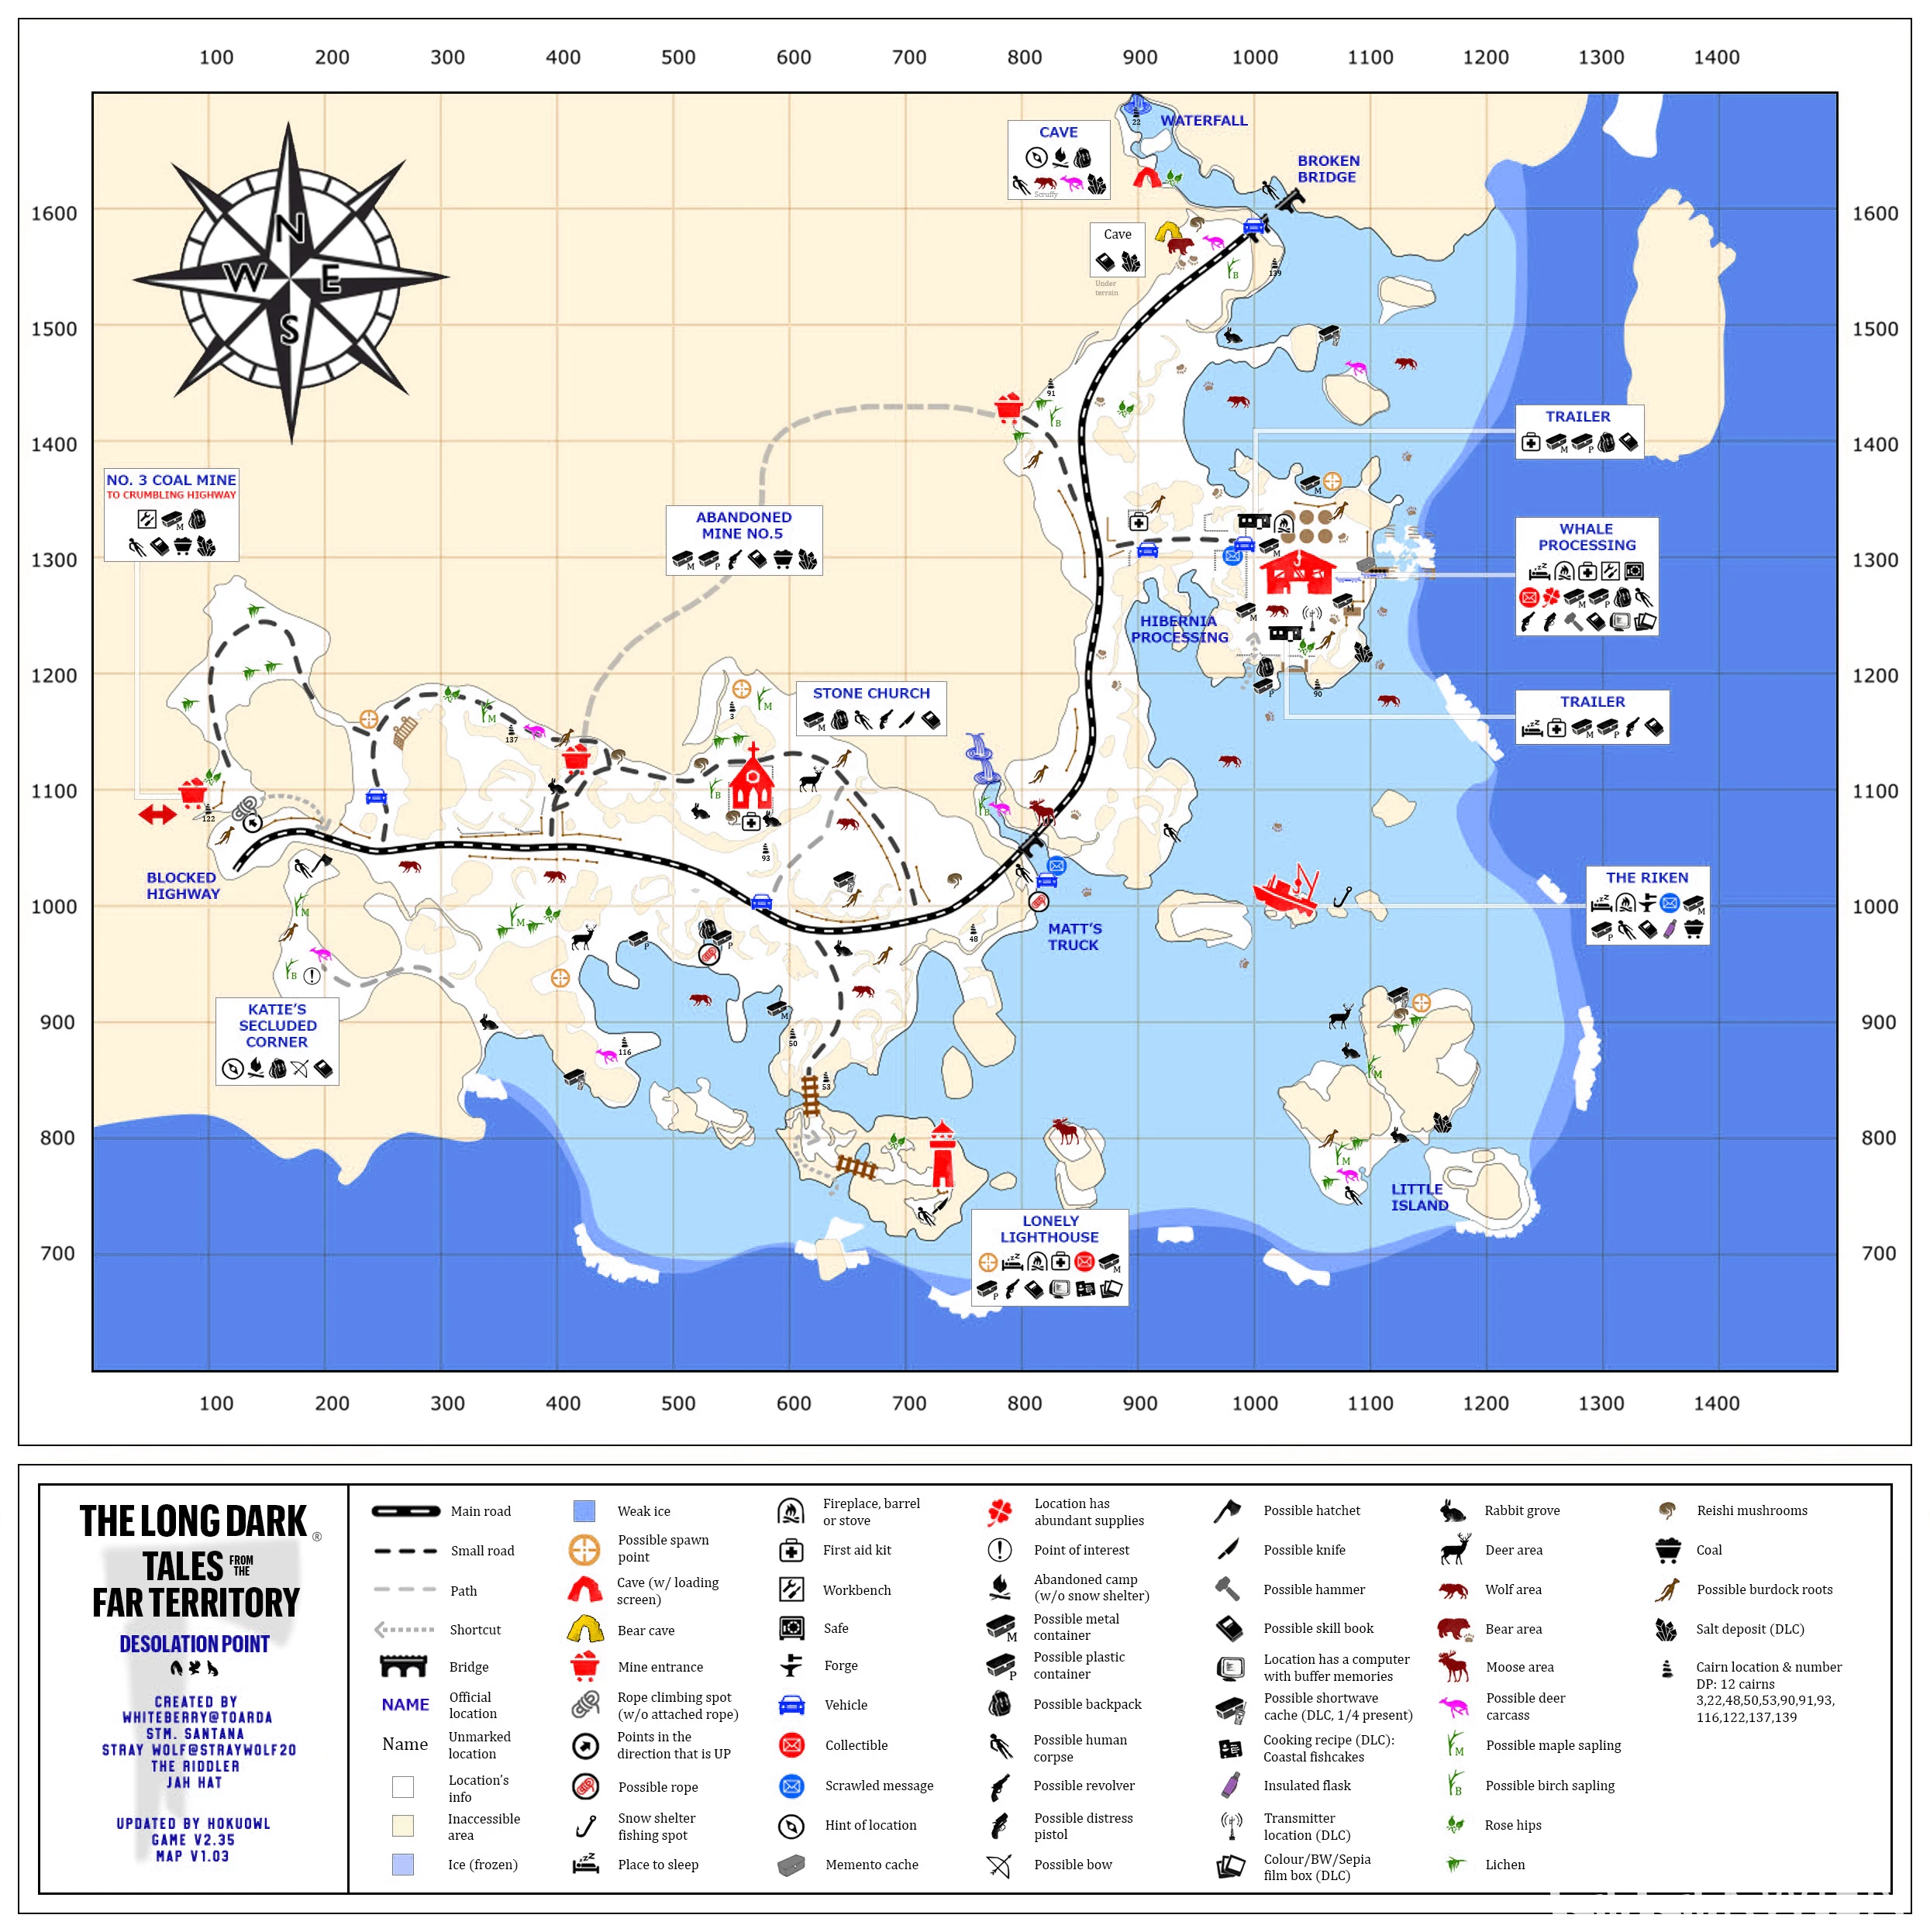 100 200 300 400 500 600 700 800 900 1000 1100 1200 1300 1400
WATERFALL
22
CAVE
Scruffy
BROKEN
BRIDGE
1600 1600
Cave
Under
terrain
B
139
1500 1500
91
B
1400 1400
TRAILER
M P
NO. 3 COAL MINE
TO CRUMBLING HIGHWAY
M
M
ABANDONED
MINE NO.5
M P
WHALE
PROCESSING
M P
1300 1300
M
M
M
HIBERNIA
PROCESSING
1200 1200
P
90
TRAILER
M P
STONE CHURCH
M
3
M
M
137
B
1100 1100
122
B
93
BLOCKED
HIGHWAY
M
M
1000 1000
THE RIKEN
M
P
MATT'S
TRUCK
48
P
P
B
KATIE'S
SECLUDED
CORNER
M
900 900
50
116
53
M
800 800
M
LITTLE
ISLAND
LONELY
LIGHTHOUSE
M
P
700 700
100 200 300 400 500 600 700 800 900 1000 1100 1200 1300 1400
THE LONG DARK
®
TALES FROM THE
FAR TERRITORY
DESOLATION POINT
CREATED BY
WHITEBERRY@TOARDA
STM. SANTANA
STRAY WOLF@STRAYWOLF20
THE RIDDLER
JAH HAT
UPDATED BY HOKUOWL
GAME V2.35
MAP V1.03
Main road
Small road
Path
Shortcut
Bridge
NAME Official
location
Name Unmarked
location
Location's
info
Inaccessible
area
Ice (frozen)
Weak ice
Possible spawn
point
Cave (w/ loading
screen)
Bear cave
Mine entrance
Rope climbing spot
(w/o attached rope)
Points in the
direction that is UP
Possible rope
Snow shelter
fishing spot
Place to sleep
Fireplace, barrel
or stove
First aid kit
Workbench
Safe
Forge
Vehicle
Collectible
Scrawled message
Hint of location
Memento cache
Location has
abundant supplies
Point of interest
Abandoned camp
(w/o snow shelter)
Possible metal
container
M
Possible plastic
container
P
Possible backpack
Possible human
corpse
Possible revolver
Possible distress
pistol
Possible bow
Possible hatchet
Possible knife
Possible hammer
Possible skill book
Location has a computer
with buffer memories
Possible shortwave
cache (DLC, 1/4 present)
Cooking recipe (DLC):
Coastal fishcakes
Insulated flask
Transmitter
location (DLC)
Colour/BW/Sepia
film box (DLC)
Rabbit grove
Deer area
Wolf area
Bear area
Moose area
Possible deer
carcass
M Possible maple sapling
B Possible birch sapling
Rose hips
Lichen
Reishi mushrooms
Coal
Possible burdock roots
Salt deposit (DLC)
Cairn location & number
DP: 12 cairns
3,22,48,50,53,90,91,93,
116,122,137,139